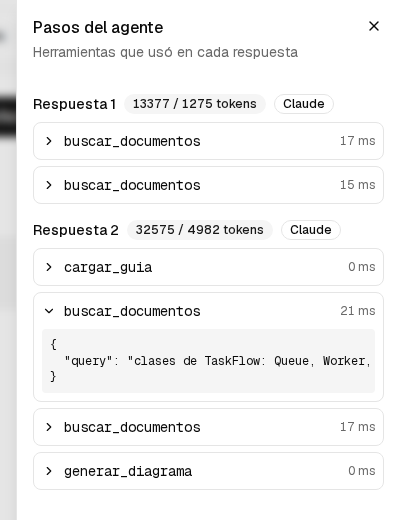 Pasos del agente
Herramientas que usó en cada respuesta
Respuesta 1 13377 / 1275 tokens Claude
buscar_documentos 17 ms
buscar_documentos 15 ms
Respuesta 2 32575 / 4982 tokens Claude
cargar_guia 0 ms
buscar_documentos 21 ms
{
"query": "clases de TaskFlow: Queue, Worker,
}
buscar_documentos 17 ms
generar_diagrama 0 ms